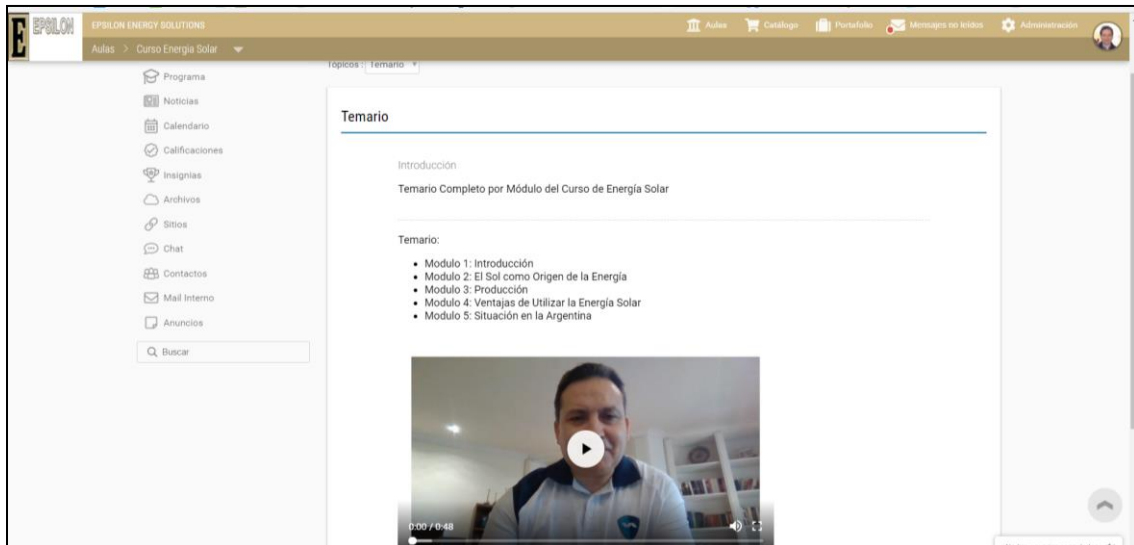 EPSILON
EPSILON ENERGY SOLUTIONS
Aulas
Catálogo
Portafolio
Mensajes no leídos
Administración
Aulas > Curso Energía Solar
Programa
Noticias
Calendario
Calificaciones
Insignias
Archivos
Sitios
Chat
Contactos
Mail Interno
Anuncios
Buscar
Topicos : Temario
Temario
Introducción
Temario Completo por Módulo del Curso de Energía Solar
Temario:
Modulo 1: Introducción
Modulo 2: El Sol como Origen de la Energía
Modulo 3: Producción
Modulo 4: Ventajas de Utilizar la Energía Solar
Modulo 5: Situación en la Argentina
0:00 / 0:48